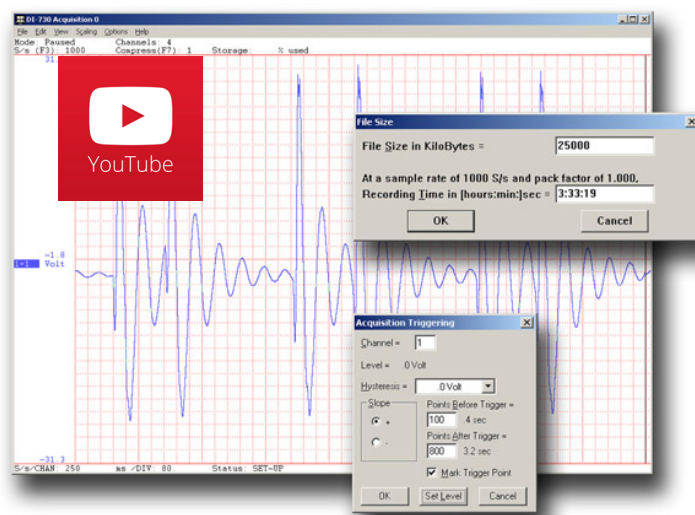 DI-730 Acquisition 0
File Edit View Scaling Options Help
Mode: Paused Channels: 4
S/s (F3): 1000 Compress(F7): 1 Storage: % used
31.
YouTube
-1.8
1=1 Volt
-31.3
S/s/CHAN: 250 ms /DIV: 80. Status: SET-UP
File Size
File Size in KiloBytes = 25000
At a sample rate of 1000 S/s and pack factor of 1.000,
Recording Time in [hours:min:]sec = 3:33:19
OK Cancel
Acquisition Triggering
Channel = 1
Level = .0 Volt
Hysteresis = .0 Volt
Slope
+
-
Points Before Trigger =
100 .4 sec
Points After Trigger =
800 3.2 sec
Mark Trigger Point
OK Set Level Cancel